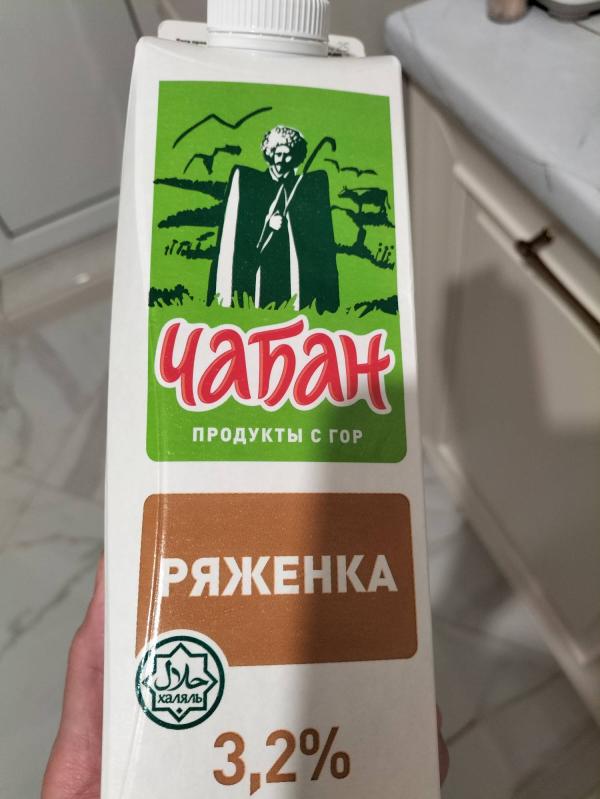 ЧАБАН
ПРОДУКТЫ С ГОР
РЯЖЕНКА
حلال
ХАЛЯЛЬ
3,2%